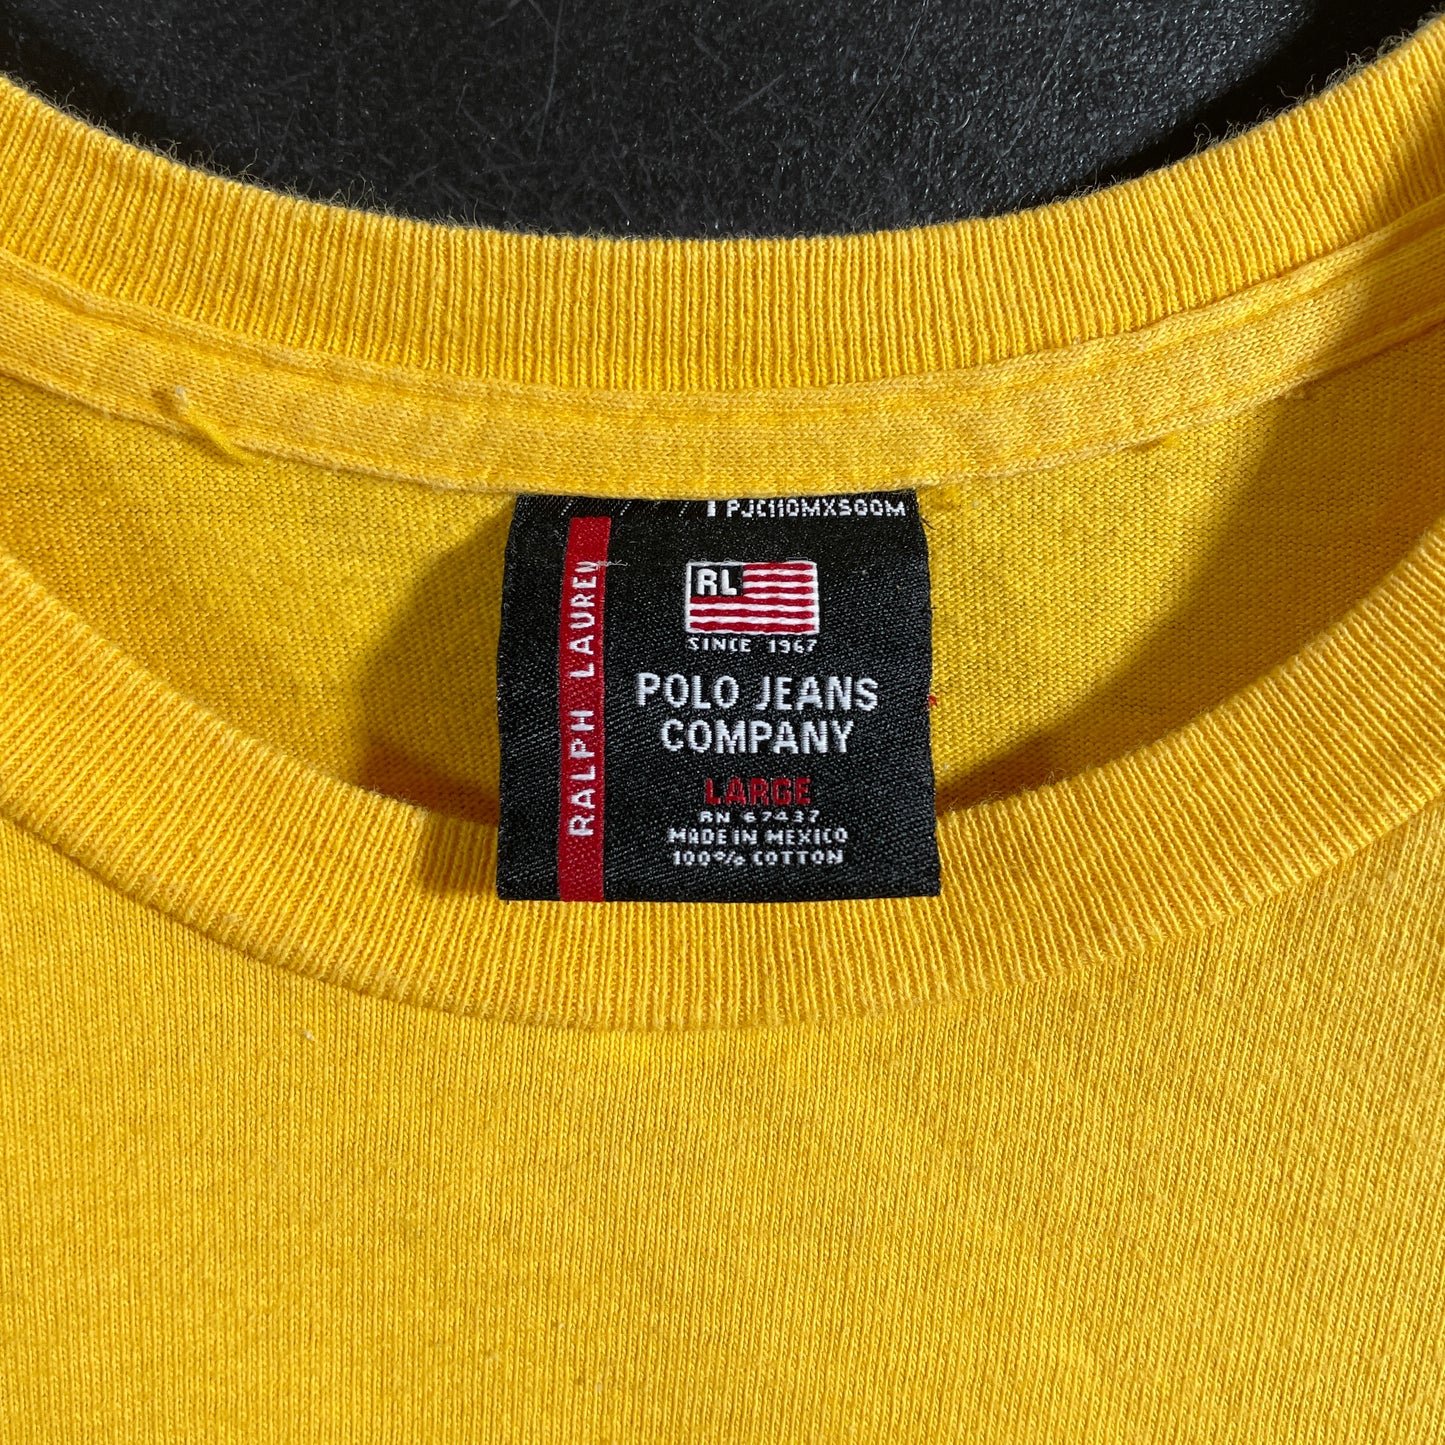 PJC110MXS00M
RALPH LAUREN
RL
SINCE 1967
POLO JEANS
COMPANY
LARGE
RN 67437
MADE IN MEXICO
100% COTTON